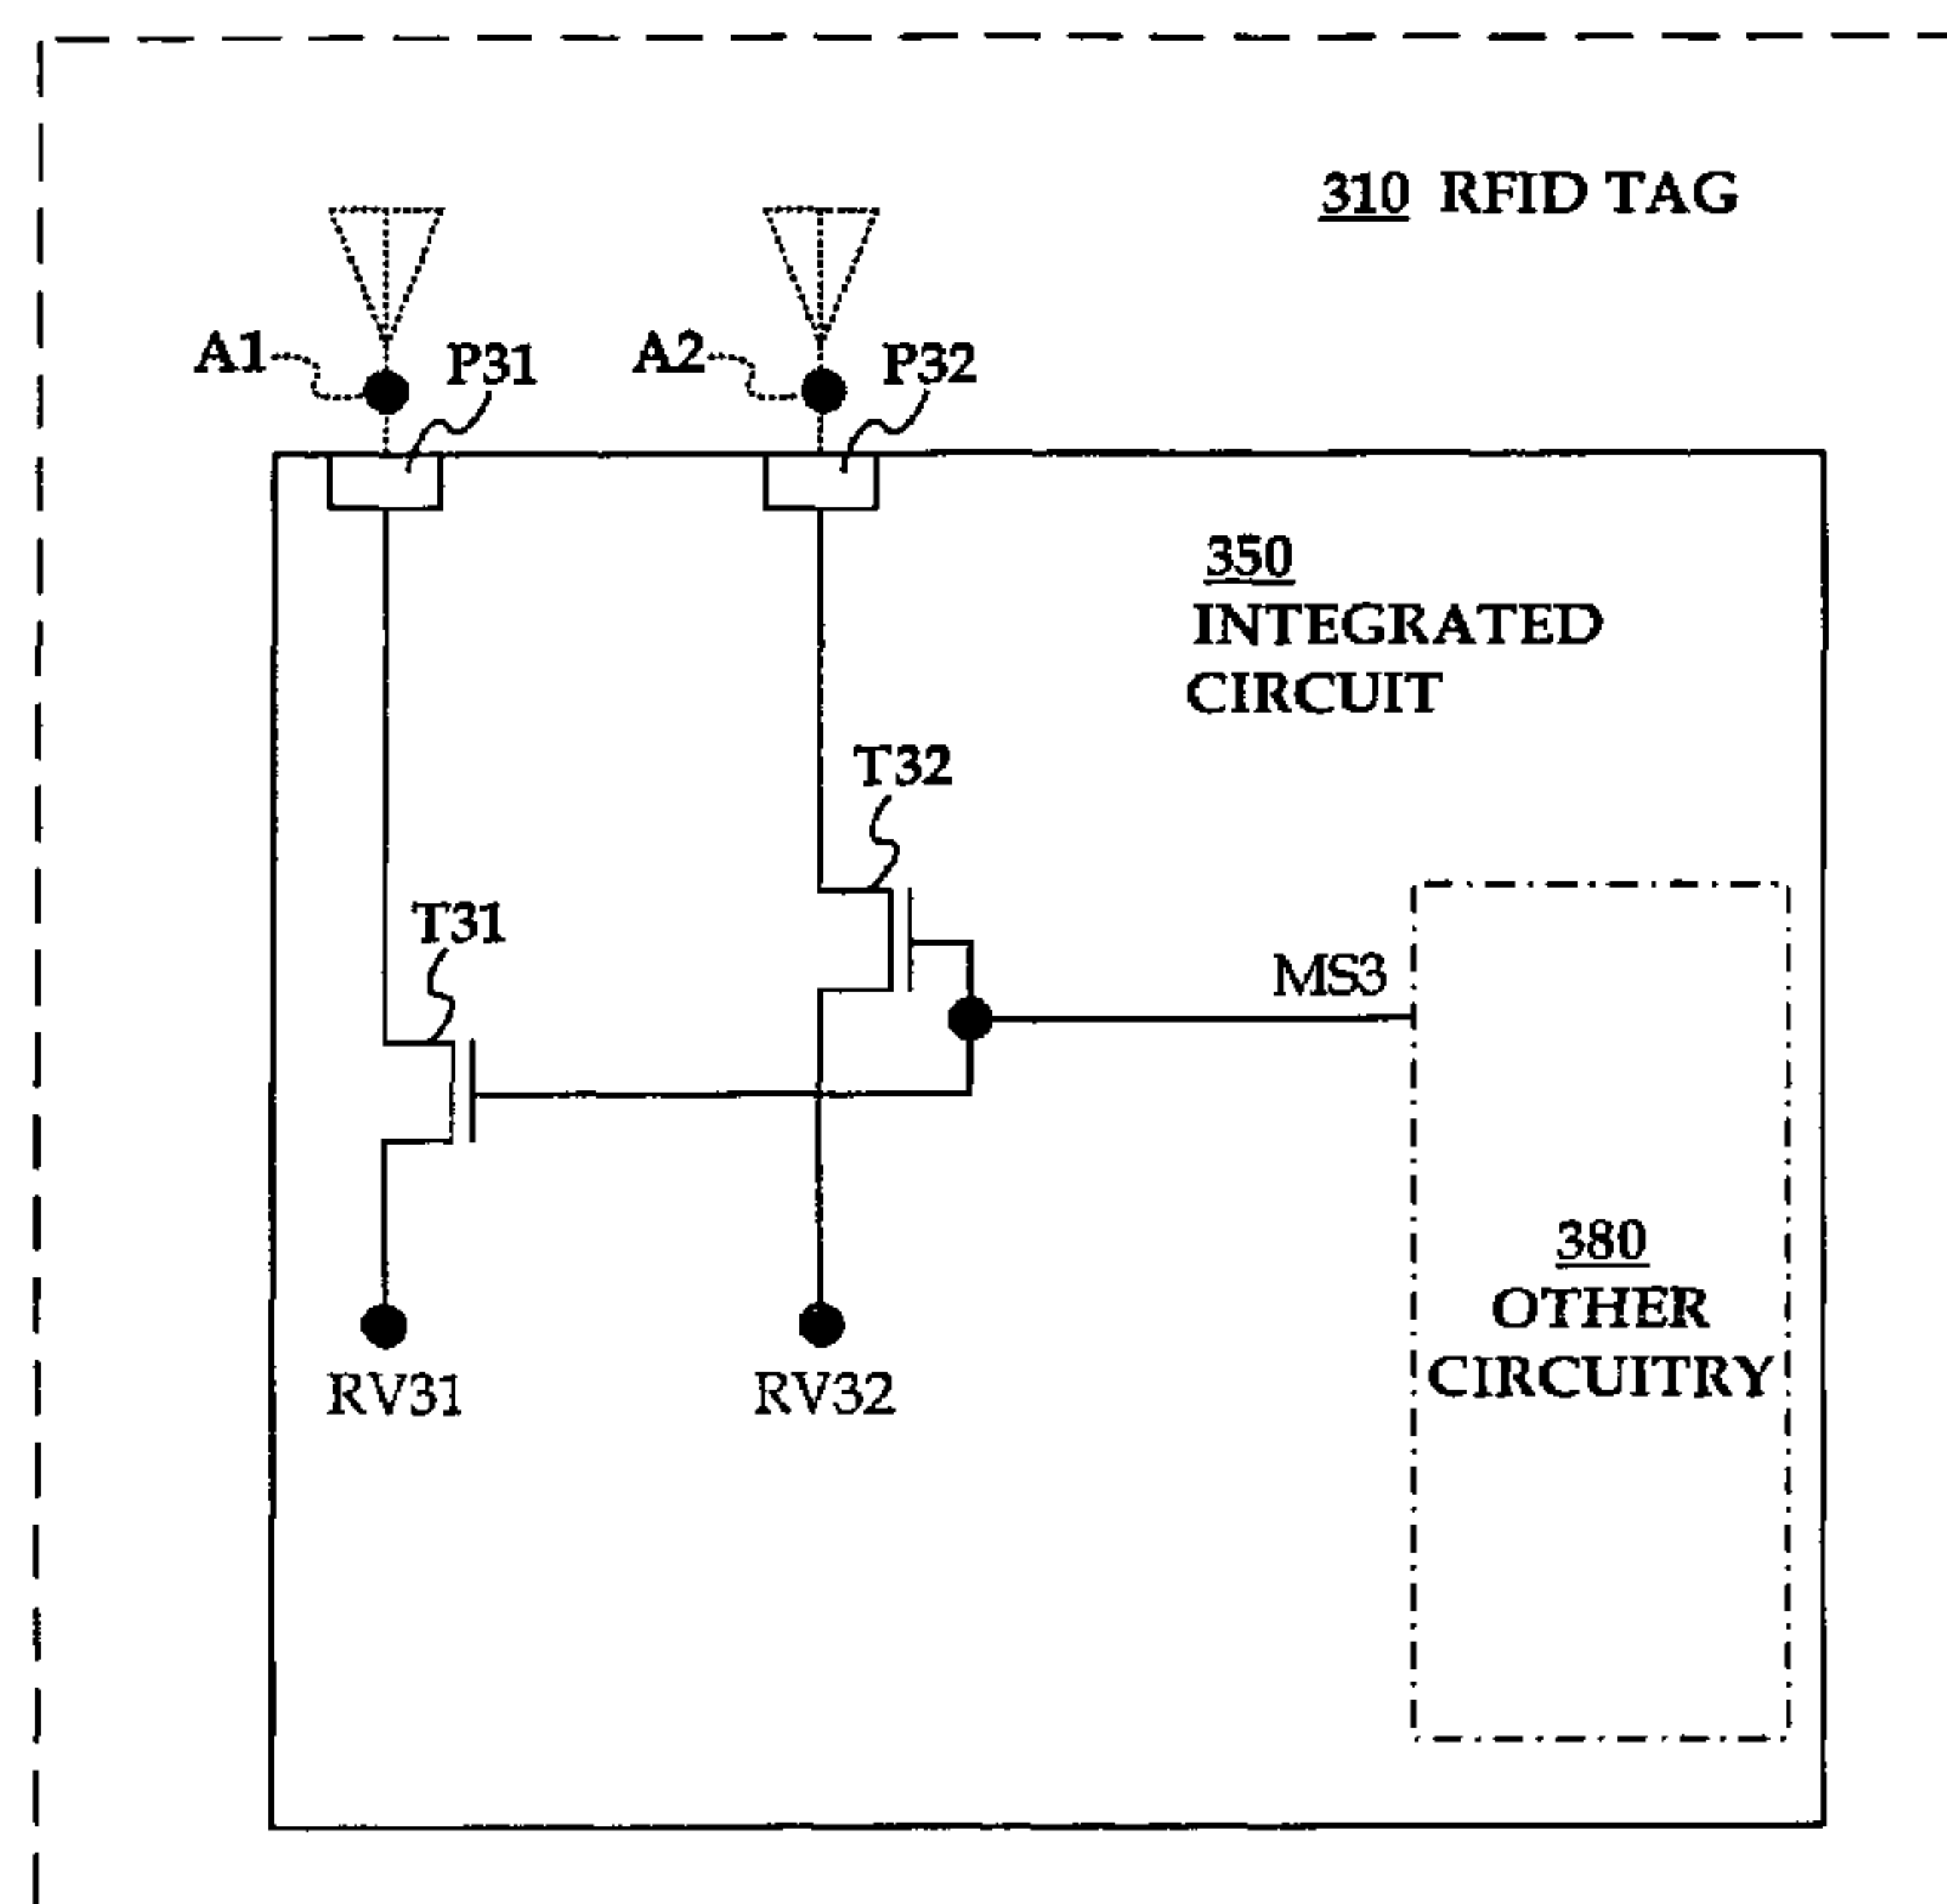 310 RFID TAG
A1
P31
A2
P32
350
INTEGRATED
CIRCUIT
T32
T31
MS3
380
OTHER
CIRCUITRY
RV31
RV32